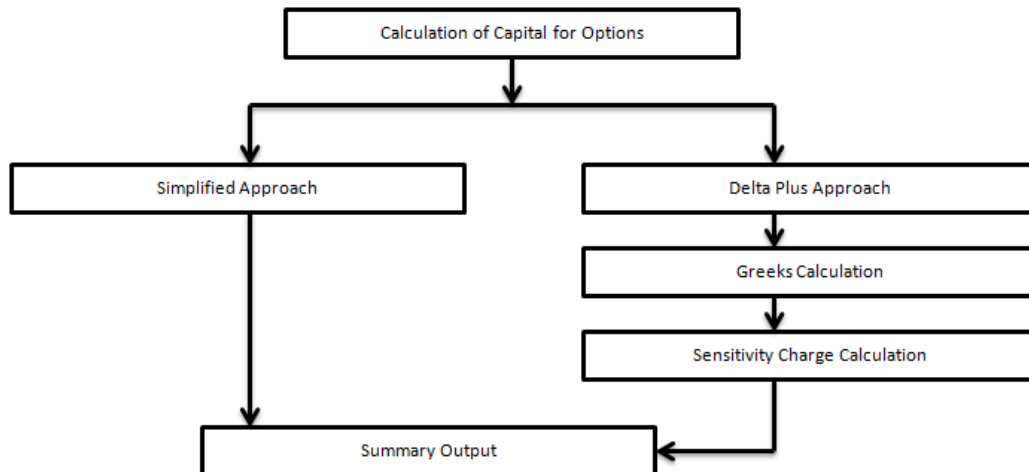 Calculation of Capital for Options
Simplified Approach
Delta Plus Approach
Greeks Calculation
Sensitivity Charge Calculation
Summary Output